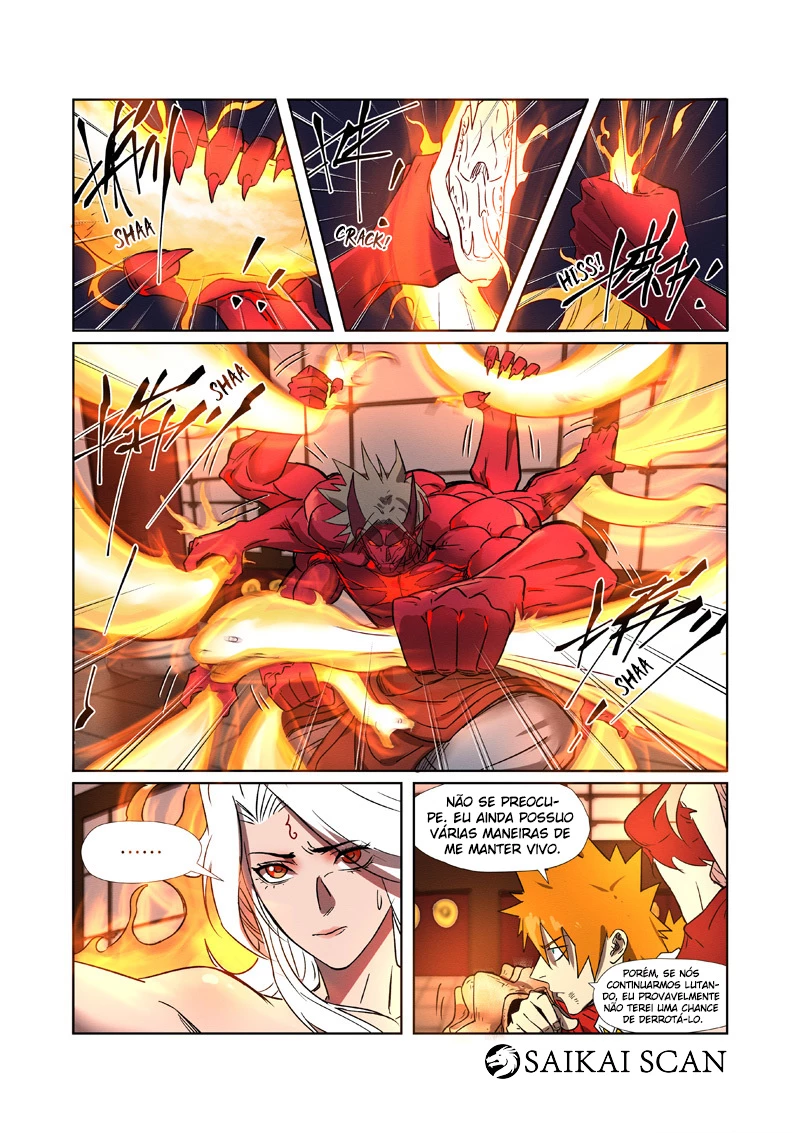 SHAA
CRACK!
HISS!
SHAA
SHAA
......
NÃO SE PREOCU-
PE. EU AINDA POSSUO
VÁRIAS MANEIRAS DE
ME MANTER VIVO.
PORÉM, SE NÓS
CONTINUARMOS LUTAN-
DO, EU PROVAVELMENTE
NÃO TEREI UMA CHANCE
DE DERROTÁ-LO.
SAIKAI SCAN